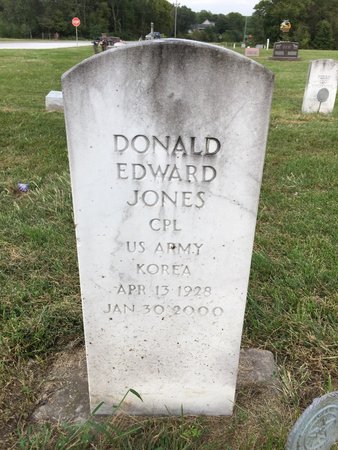 DONALD
EDWARD
JONES
CPL
US ARMY
KOREA
APR 13 1928
JAN 30 2000